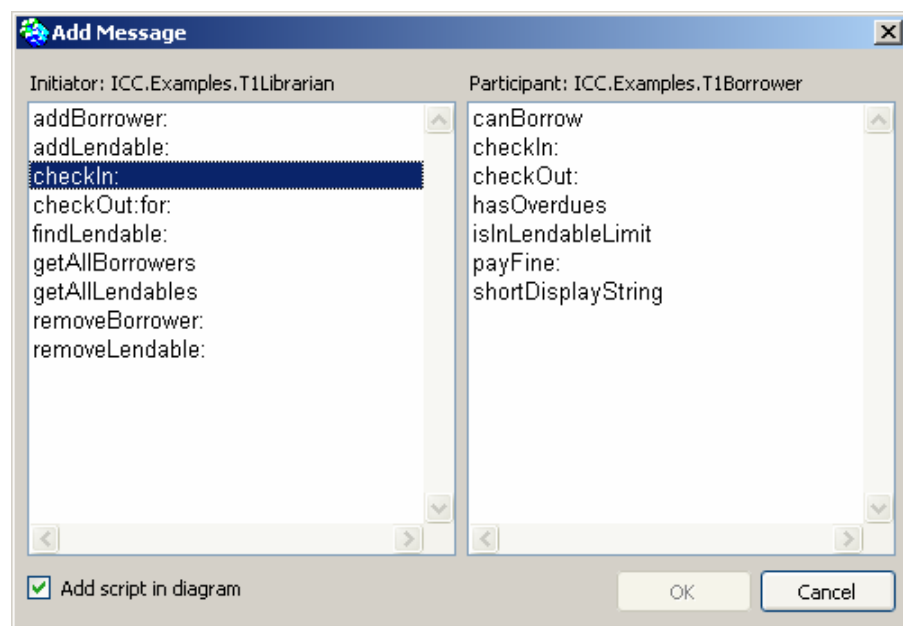 Add Message
Initiator: ICC.Examples.T1Librarian
addBorrower:
addLendable:
checkIn:
checkOut:for:
findLendable:
getAllBorrowers
getAllLendables
removeBorrower:
removeLendable:
Participant: ICC.Examples.T1Borrower
canBorrow
checkIn:
checkOut:
hasOverdues
isInLendableLimit
payFine:
shortDisplayString
Add script in diagram
OK
Cancel